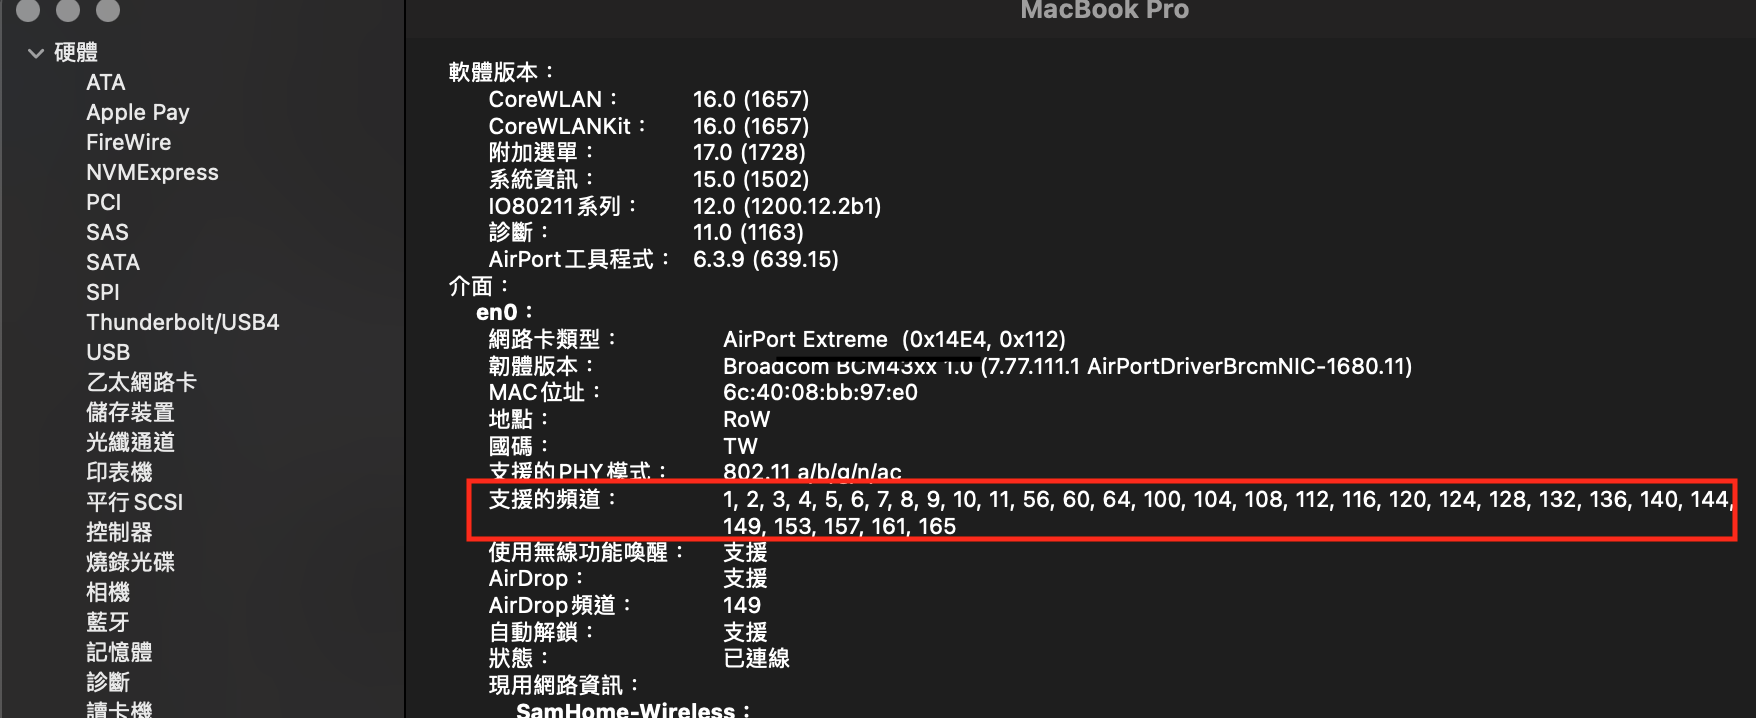 MacBook Pro
硬體
ATA
Apple Pay
FireWire
NVMExpress
PCI
SAS
SATA
SPI
Thunderbolt/USB4
USB
乙太網路卡
儲存裝置
光纖通道
印表機
平行SCSI
控制器
燒錄光碟
相機
藍牙
記憶體
診斷
讀卡機
軟體版本：
CoreWLAN： 16.0 (1657)
CoreWLANKit： 16.0 (1657)
附加選單： 17.0 (1728)
系統資訊： 15.0 (1502)
IO80211系列： 12.0 (1200.12.2b1)
診斷： 11.0 (1163)
AirPort工具程式： 6.3.9 (639.15)
介面：
en0：
網路卡類型： AirPort Extreme (0x14E4, 0x112)
韌體版本： Broadcom BCM43xx 1.0 (7.77.111.1 AirPortDriverBrcmNIC-1680.11)
MAC位址： 6c:40:08:bb:97:e0
地點： RoW
國碼： TW
支援的PHY模式： 802.11 a/b/g/n/ac
支援的頻道： 1, 2, 3, 4, 5, 6, 7, 8, 9, 10, 11, 56, 60, 64, 100, 104, 108, 112, 116, 120, 124, 128, 132, 136, 140, 144,
149, 153, 157, 161, 165
使用無線功能喚醒： 支援
AirDrop： 支援
AirDrop頻道： 149
自動解鎖： 支援
狀態： 已連線
現用網路資訊：
SamHome-Wireless：